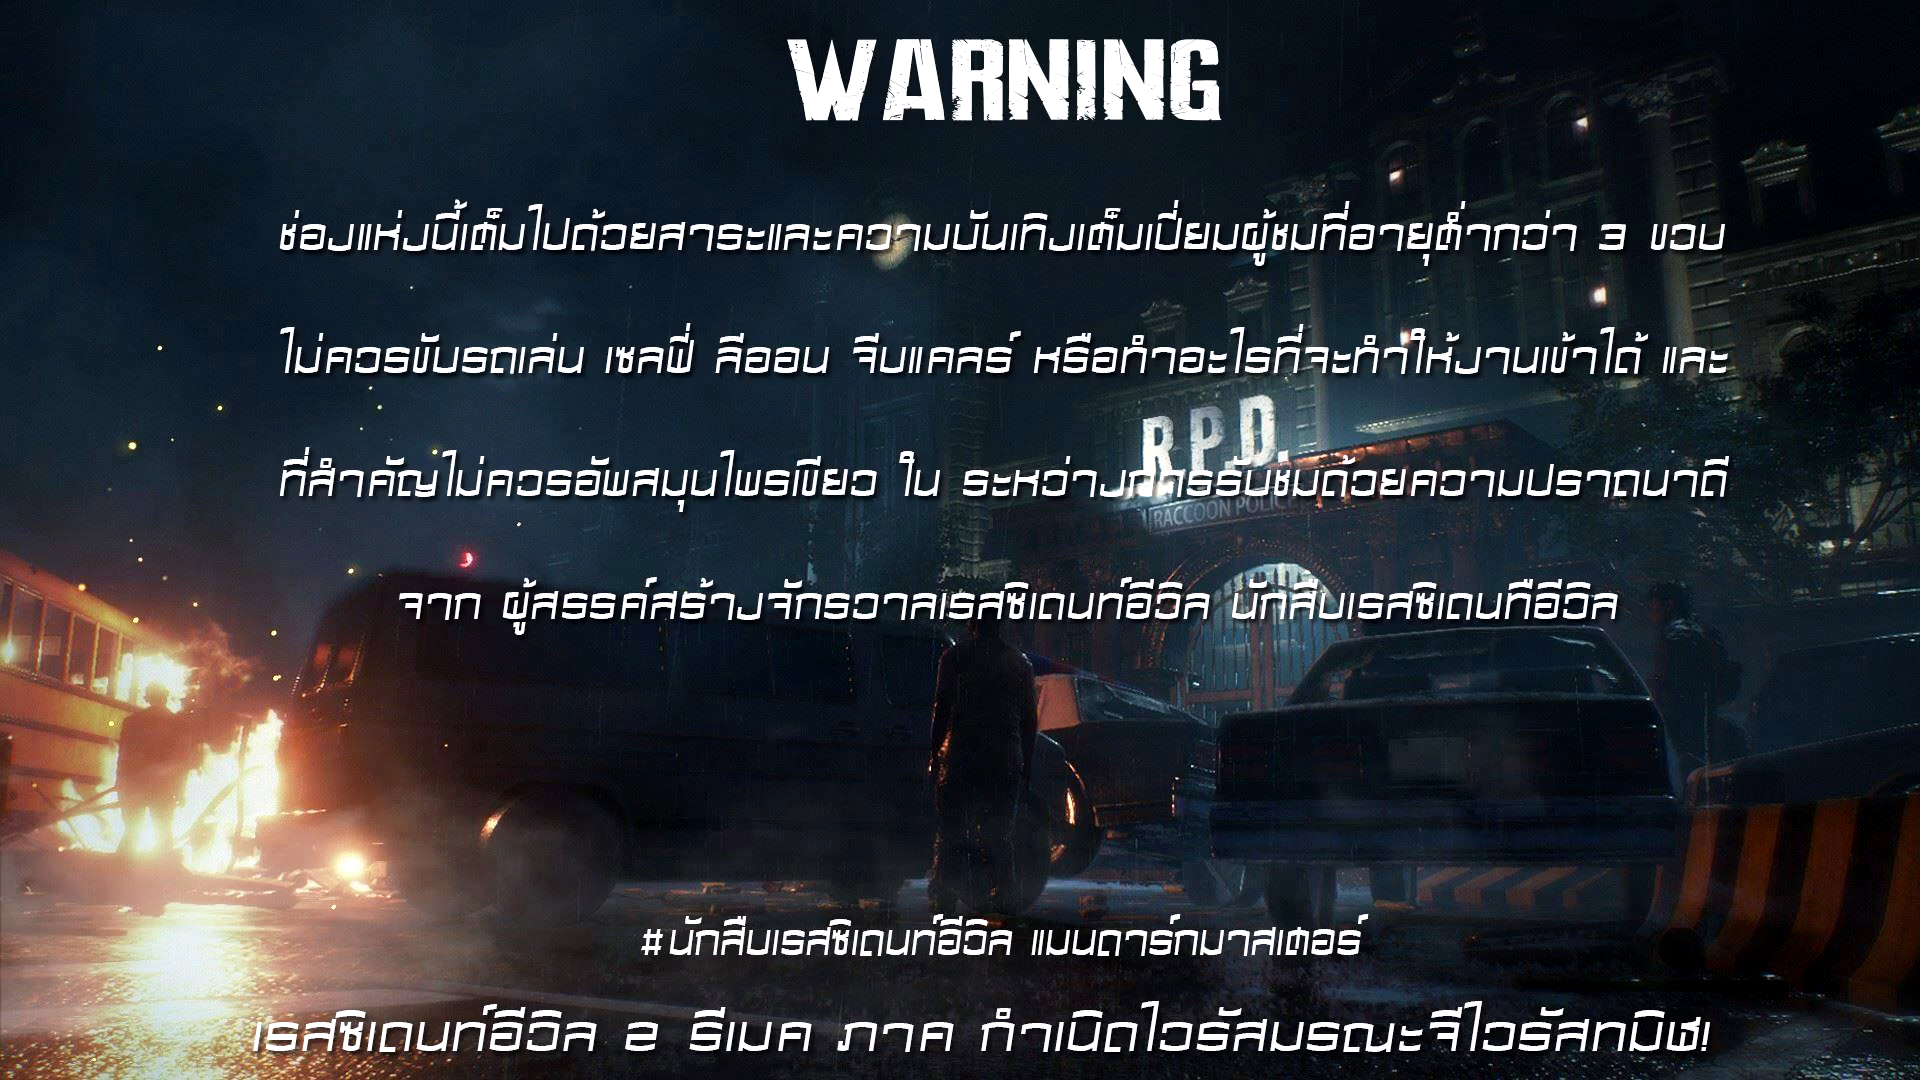 WARNING
ช่องแห่งนี้เต็มไปด้วยสาระและความบันเทิงเต็มเปี่ยมผู้ชมที่อายุต่ำกว่า 3 ขวบ
ไม่ควรขับรถเล่น เซลฟี่ ลีออน จีบแคลร์ หรือทำอะไรที่จะทำให้งานเข้าได้ และ
R.P.D.
ที่สำคัญไม่ควรอัพสมุนไพรเขียว ใน ระหว่างการรับชมด้วยความปราถนาดี
RACCOON POLICE
จาก ผู้สรรค์สร้างจักรวาลเรสซิเดนท์อีวิล นักสืบเรสซิเดนทือีวิล
#นักสืบเรสซิเดนท์อีวิล แมนดาร์กมาสเตอร์
เรสซิเดนท์อีวิล 2 รีเมค ภาค กำเนิดไวรัสมรณะจีไวรัสทมิฬ!